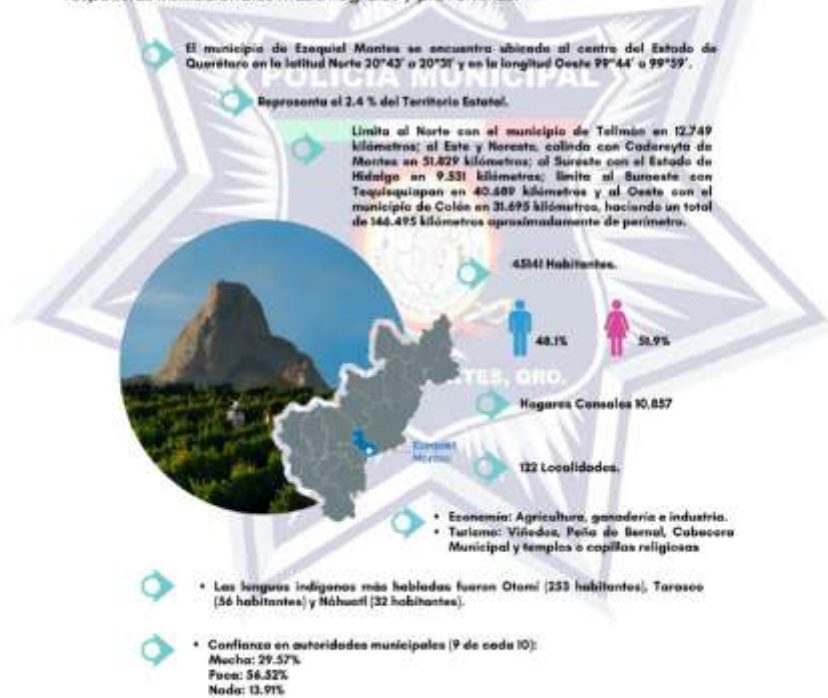 El municipio de Ezequiel Montes se encuentra ubicado al centro del Estado de
Querétaro en la latitud Norte 20°43' a 20°31' y en la longitud Oeste 99°44' a 99°59'.
POLICIA MUNICIPAL
Representa el 2.4 % del Territorio Estatal.
Limita al Norte con el municipio de Tolimán en 12.749
kilómetros; al Este y Noreste, colinda con Cadereyta de
Montes en 51.829 kilómetros; al Sureste con el Estado de
Hidalgo en 9.531 kilómetros; limita al Suroeste con
Tequisquiapan en 40.689 kilómetros y al Oeste con el
municipio de Colón en 31.695 kilómetros, haciendo un total
de 146.495 kilómetros aproximadamente de perímetro.
45141 Habitantes.
48.1%
51.9%
TES, QRO.
Hogares Consales 10,857
Ezequiel
Montes
122 Localidades.
• Economía: Agricultura, ganadería e industria.
• Turismo: Viñedos, Peña de Bernal, Cabecera
Municipal y templos o capillas religiosas
• Las lenguas indígenas más habladas fueron Otomí (253 habitantes), Tarasco
(56 habitantes) y Náhuatl (32 habitantes).
• Confianza en autoridades municipales (9 de cada 10):
Mucha: 29.57%
Poca: 56.52%
Nada: 13.91%